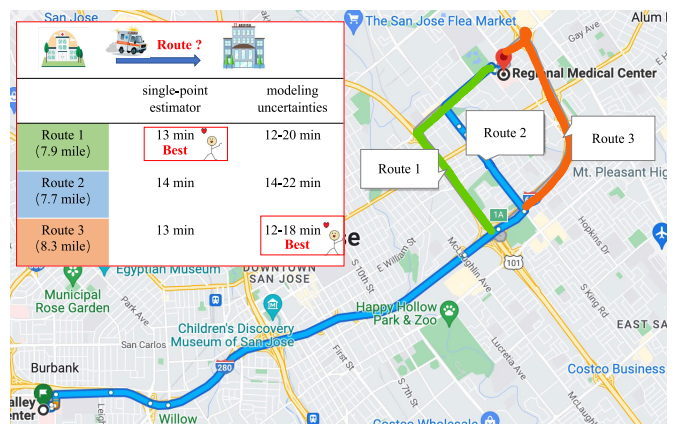 San Jose
The San Jose Flea Market
Gay Ave
Alum
Route ?
single-point
estimator
modeling
uncertainties
Route 1
(7.9 mile)
13 min
Best
12-20 min
Route 2
(7.7 mile)
14 min
14-22 min
Route 3
(8.3 mile)
13 min
12-18 min
Best
Regional Medical Center
Route 1
Route 2
Route 3
Mt. Pleasant Hig
1A
101
Hopkins Dr
S King Rd
McLaughlin Ave
E William St
S 10th St
se
Egyptian Museum
DOWNTOWN
SAN JOSE
Municipal
Rose Garden
Park Ave
Children's Discovery
Museum of San Jose
Happy Hollow
Park & Zoo
EAST SA
San Carlos
280
First St
Lucretia Ave
S 7th St
Costco Business
McLaug
Burbank
alley
enter
Leig
Willow
Costco Wholesale